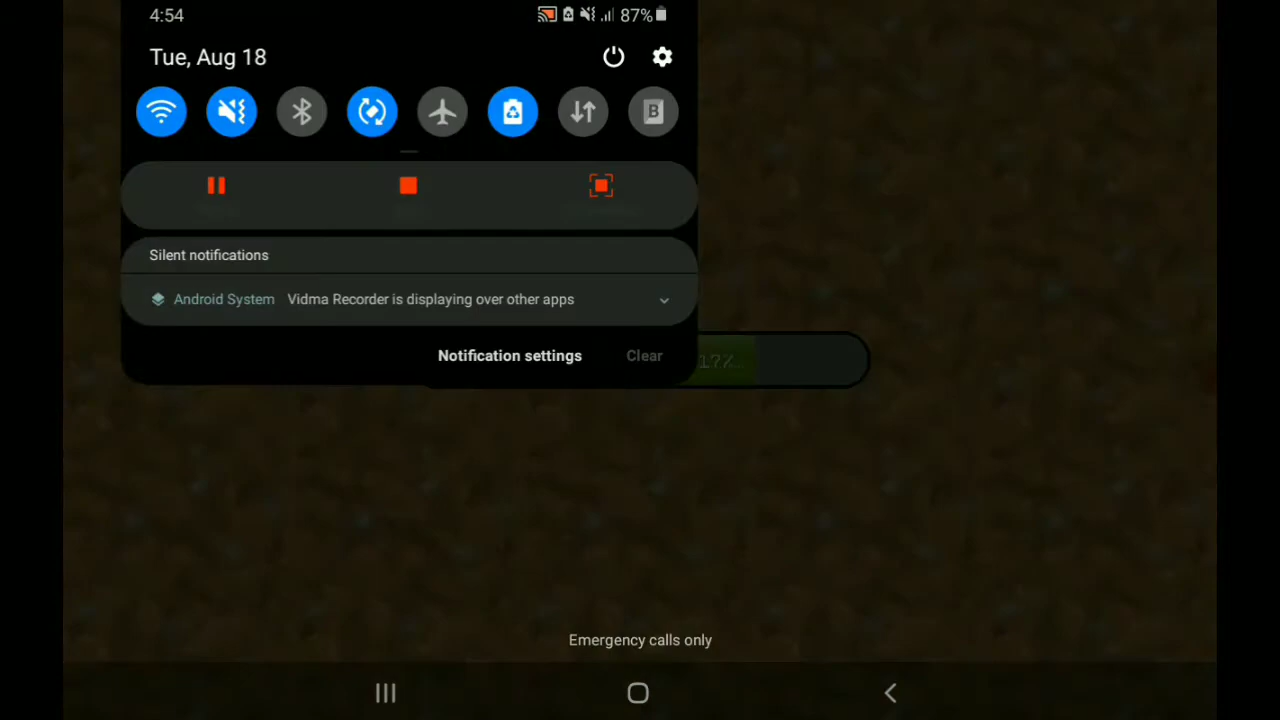 4:54
87%
Tue, Aug 18
B
Silent notifications
Android System Vidma Recorder is displaying over other apps
Notification settings Clear
17%
Emergency calls only